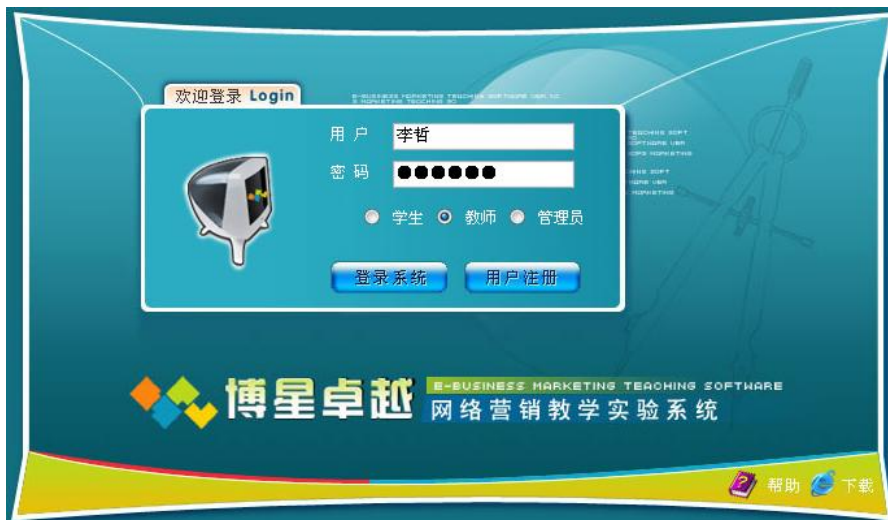 欢迎登录 Login
用户 李哲
密码 ●●●●●●
学生 教师 管理员
登录系统 用户注册
博星卓越
E-BUSINESS MARKETING TEACHING SOFTWARE
网络营销教学实验系统
帮助 下载